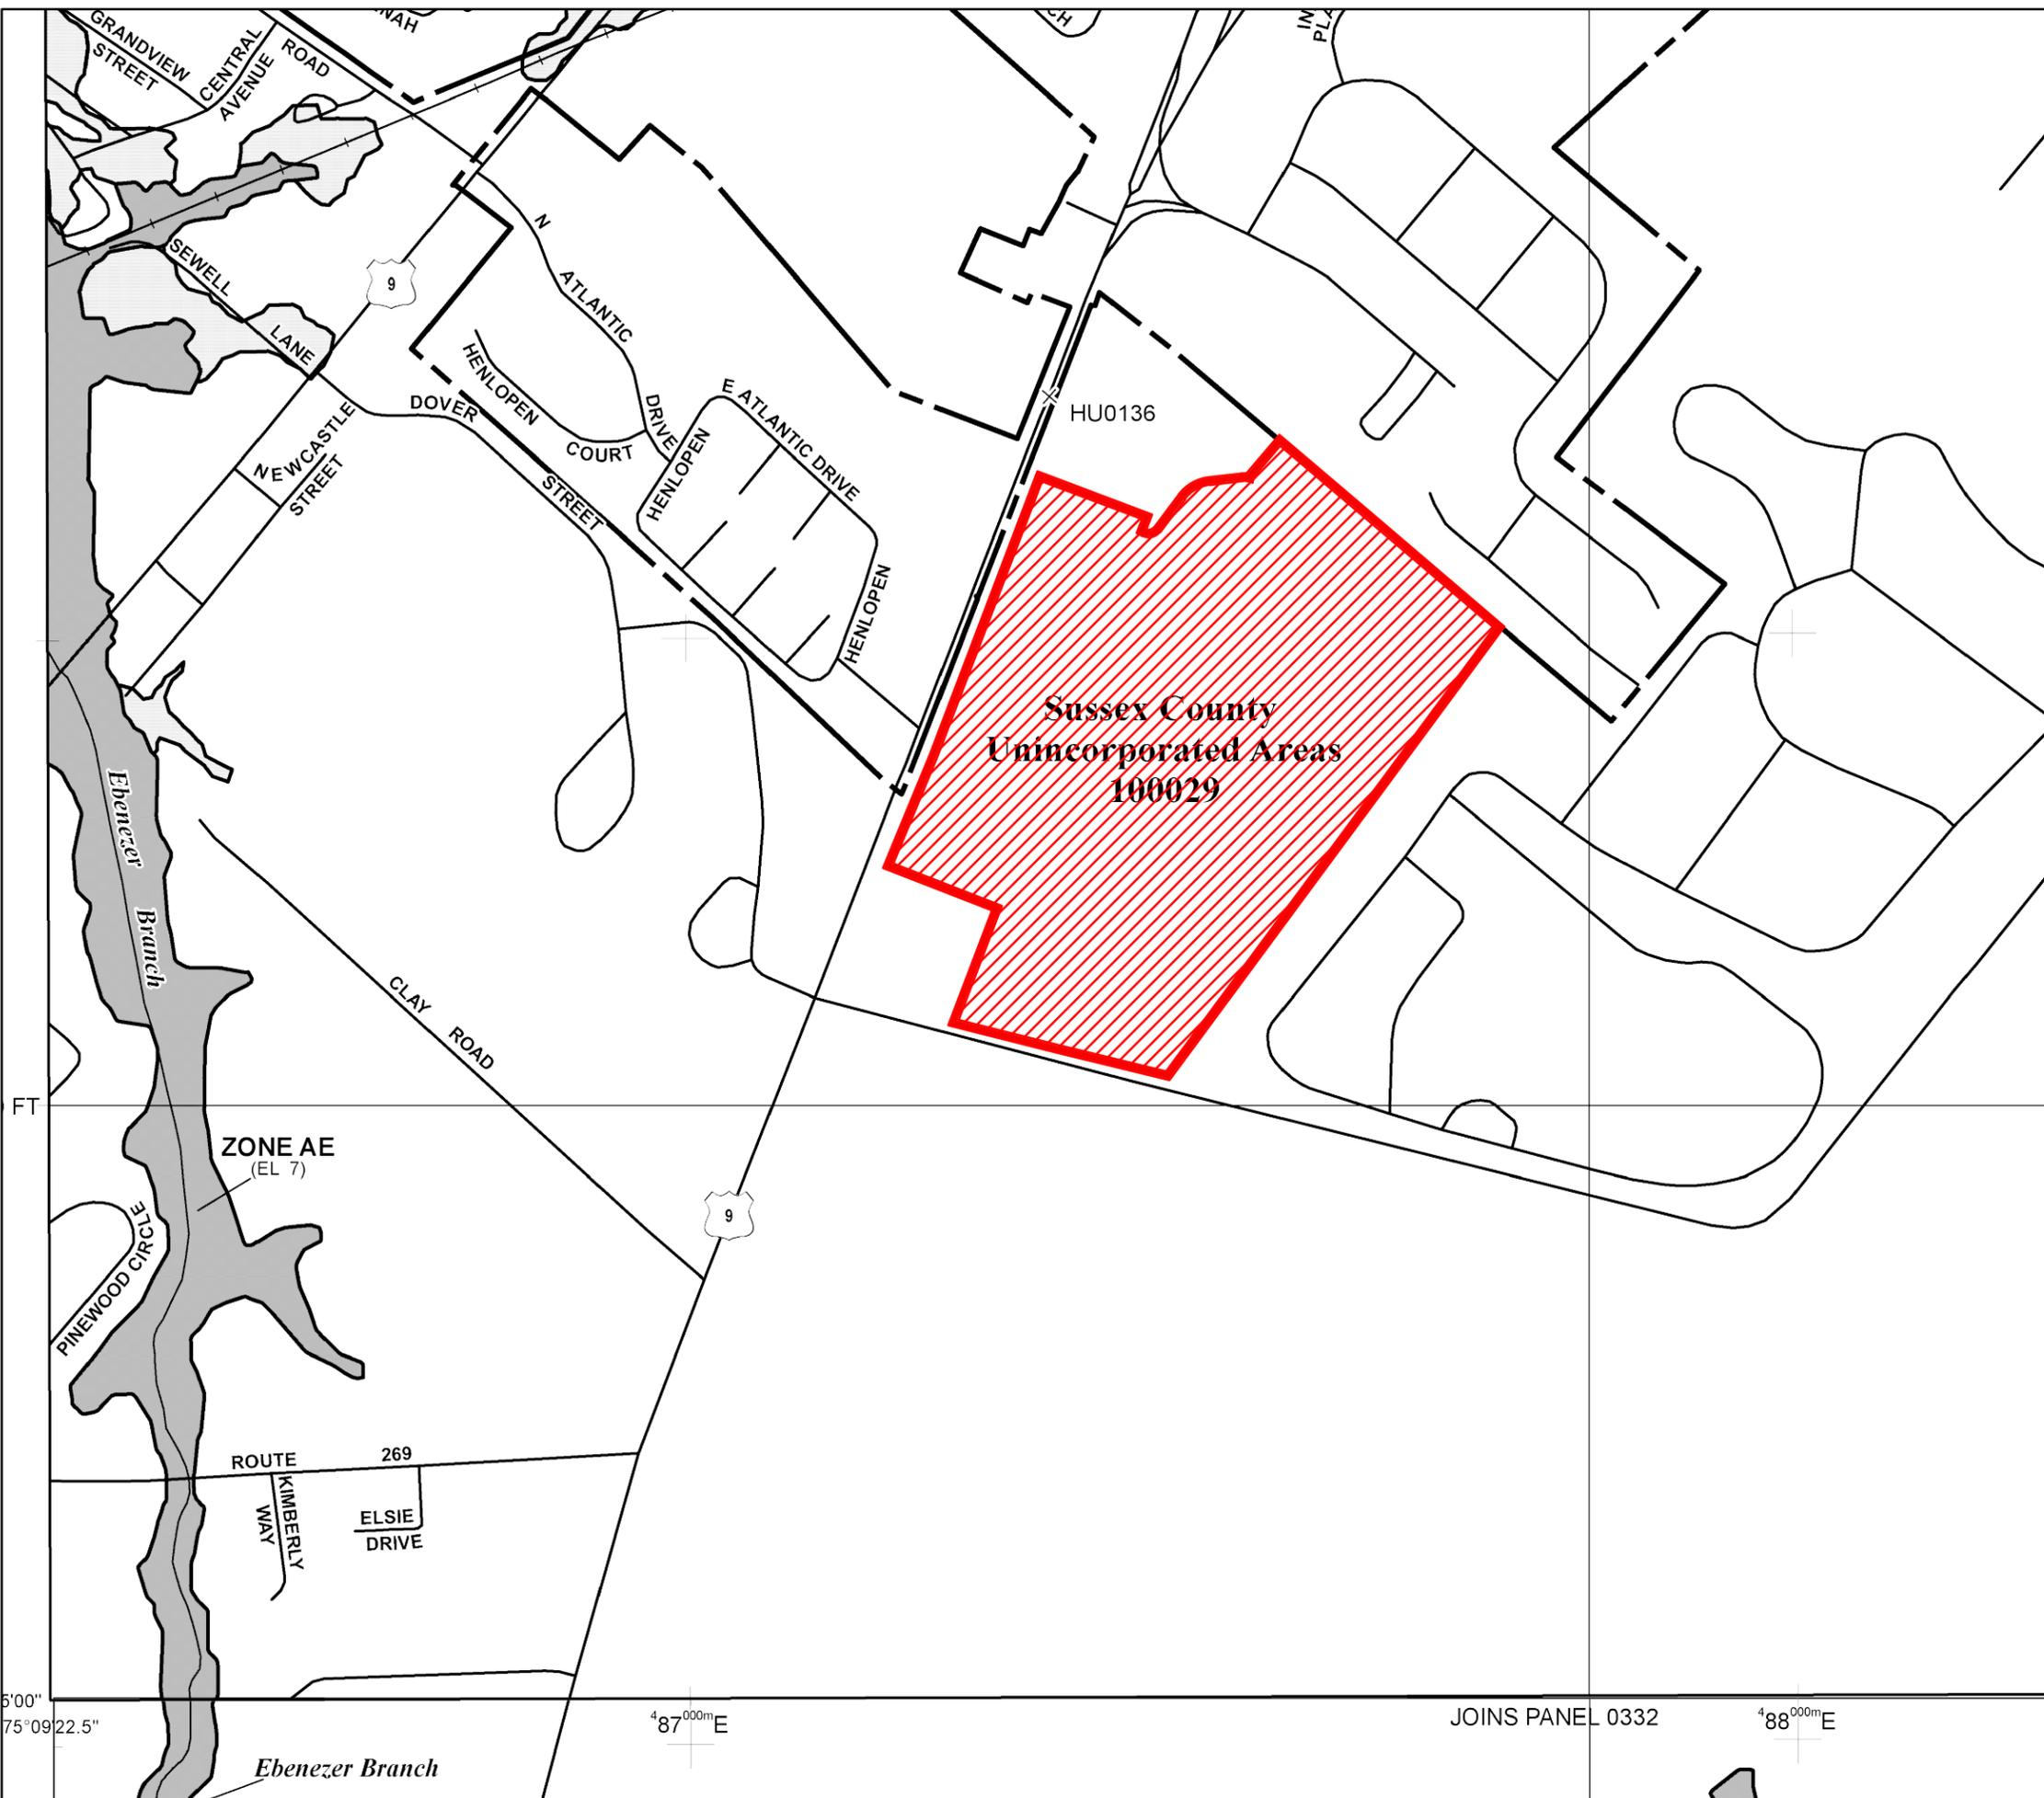 GRANDVIEW
STREET
CENTRAL
AVENUE
ROAD
SEWELL
LANE
9
N
ATLANTIC
DRIVE
HENLOPEN
COURT
DOVER
STREET
NEWCASTLE
STREET
E ATLANTIC DRIVE
HENLOPEN
HENLOPEN
HU0136
Sussex County
Unincorporated Areas
100029
Ebenezer
Branch
CLAY
ROAD
FT
ZONE AE
(EL 7)
PINEWOOD CIRCLE
9
ROUTE
269
KIMBERLY
WAY
ELSIE
DRIVE
5'00"
75°09'22.5"
487000mE
JOINS PANEL 0332
488000mE
Ebenezer Branch